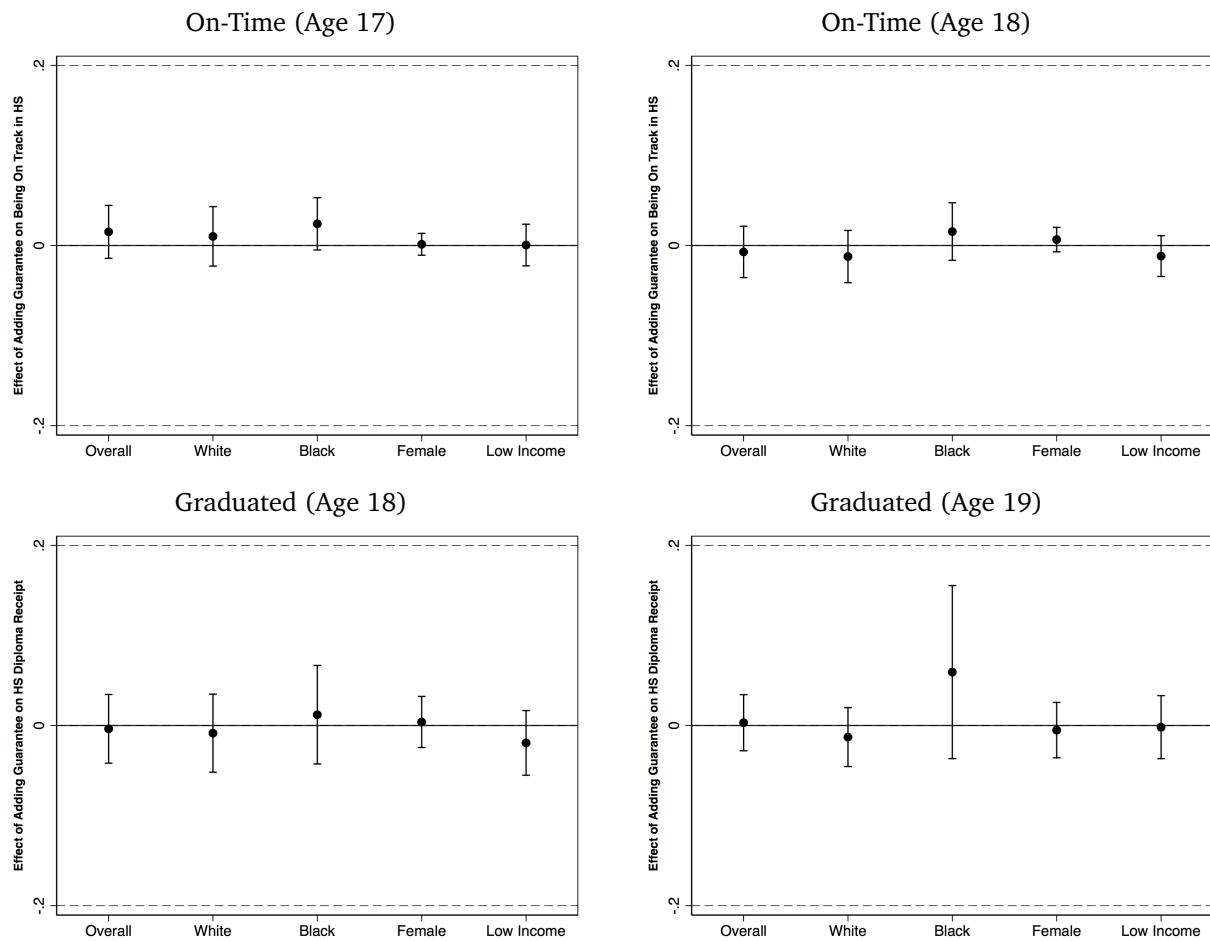 On-Time (Age 17)
Effect of Adding Guarantee on Being On Track in HS
.2
0
-.2
Overall White Black Female Low Income
On-Time (Age 18)
Effect of Adding Guarantee on Being On Track in HS
.2
0
-.2
Overall White Black Female Low Income
Graduated (Age 18)
Effect of Adding Guarantee on HS Diploma Receipt
.2
0
-.2
Overall White Black Female Low Income
Graduated (Age 19)
Effect of Adding Guarantee on HS Diploma Receipt
.2
0
-.2
Overall White Black Female Low Income